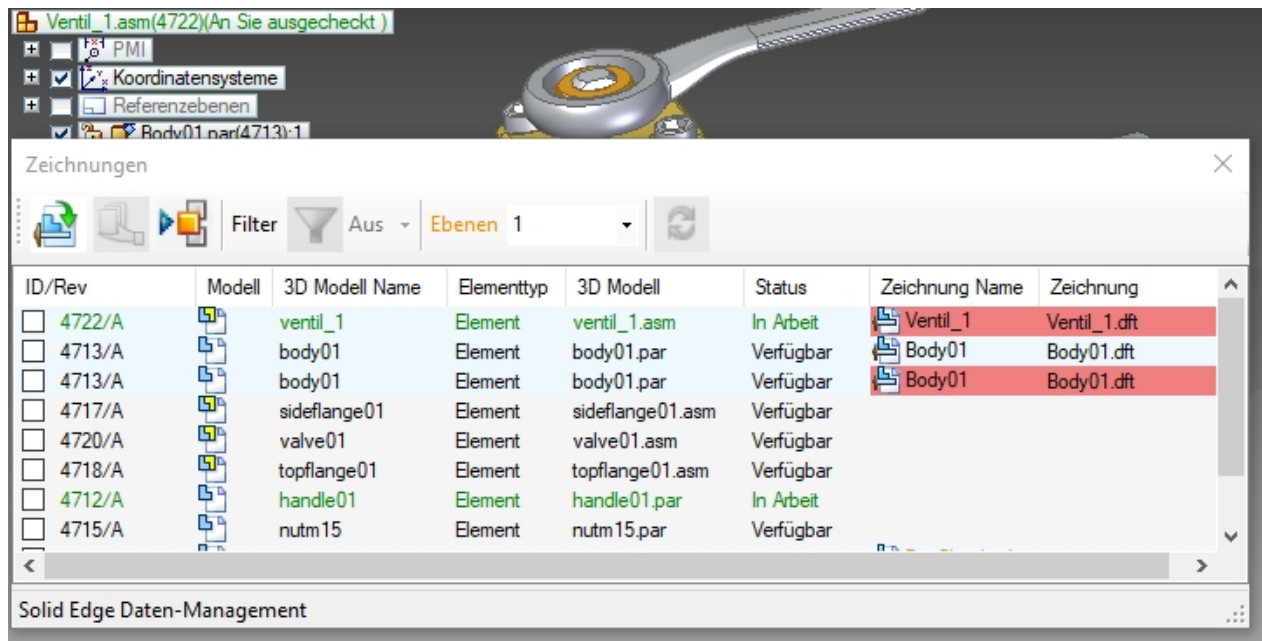 Ventil_1.asm(4722)(An Sie ausgecheckt )
PMI
Koordinatensysteme
Referenzebenen
Body01.par(4713):1
Zeichnungen
Filter Aus Ebenen 1
ID/Rev Modell 3D Modell Name Elementtyp 3D Modell Status Zeichnung Name Zeichnung
4722/A ventil_1 Element ventil_1.asm In Arbeit Ventil_1 Ventil_1.dft
4713/A body01 Element body01.par Verfügbar Body01 Body01.dft
4713/A body01 Element body01.par Verfügbar Body01 Body01.dft
4717/A sideflange01 Element sideflange01.asm Verfügbar
4720/A valve01 Element valve01.asm Verfügbar
4718/A topflange01 Element topflange01.asm Verfügbar
4712/A handle01 Element handle01.par In Arbeit
4715/A nutm15 Element nutm15.par Verfügbar
Solid Edge Daten-Management